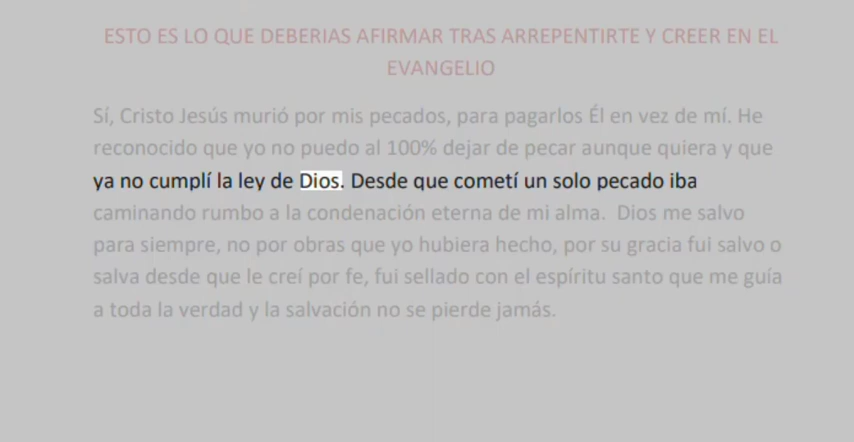 ESTO ES LO QUE DEBERIAS AFIRMAR TRAS ARREPENTIRTE Y CREER EN EL
EVANGELIO
Sí, Cristo Jesús murió por mis pecados, para pagarlos Él en vez de mí. He
reconocido que yo no puedo al 100% dejar de pecar aunque quiera y que
ya no cumplí la ley de Dios. Desde que cometí un solo pecado iba
caminando rumbo a la condenación eterna de mi alma.  Dios me salvo
para siempre, no por obras que yo hubiera hecho, por su gracia fui salvo o
salva desde que le creí por fe, fui sellado con el espíritu santo que me guía
a toda la verdad y la salvación no se pierde jamás.